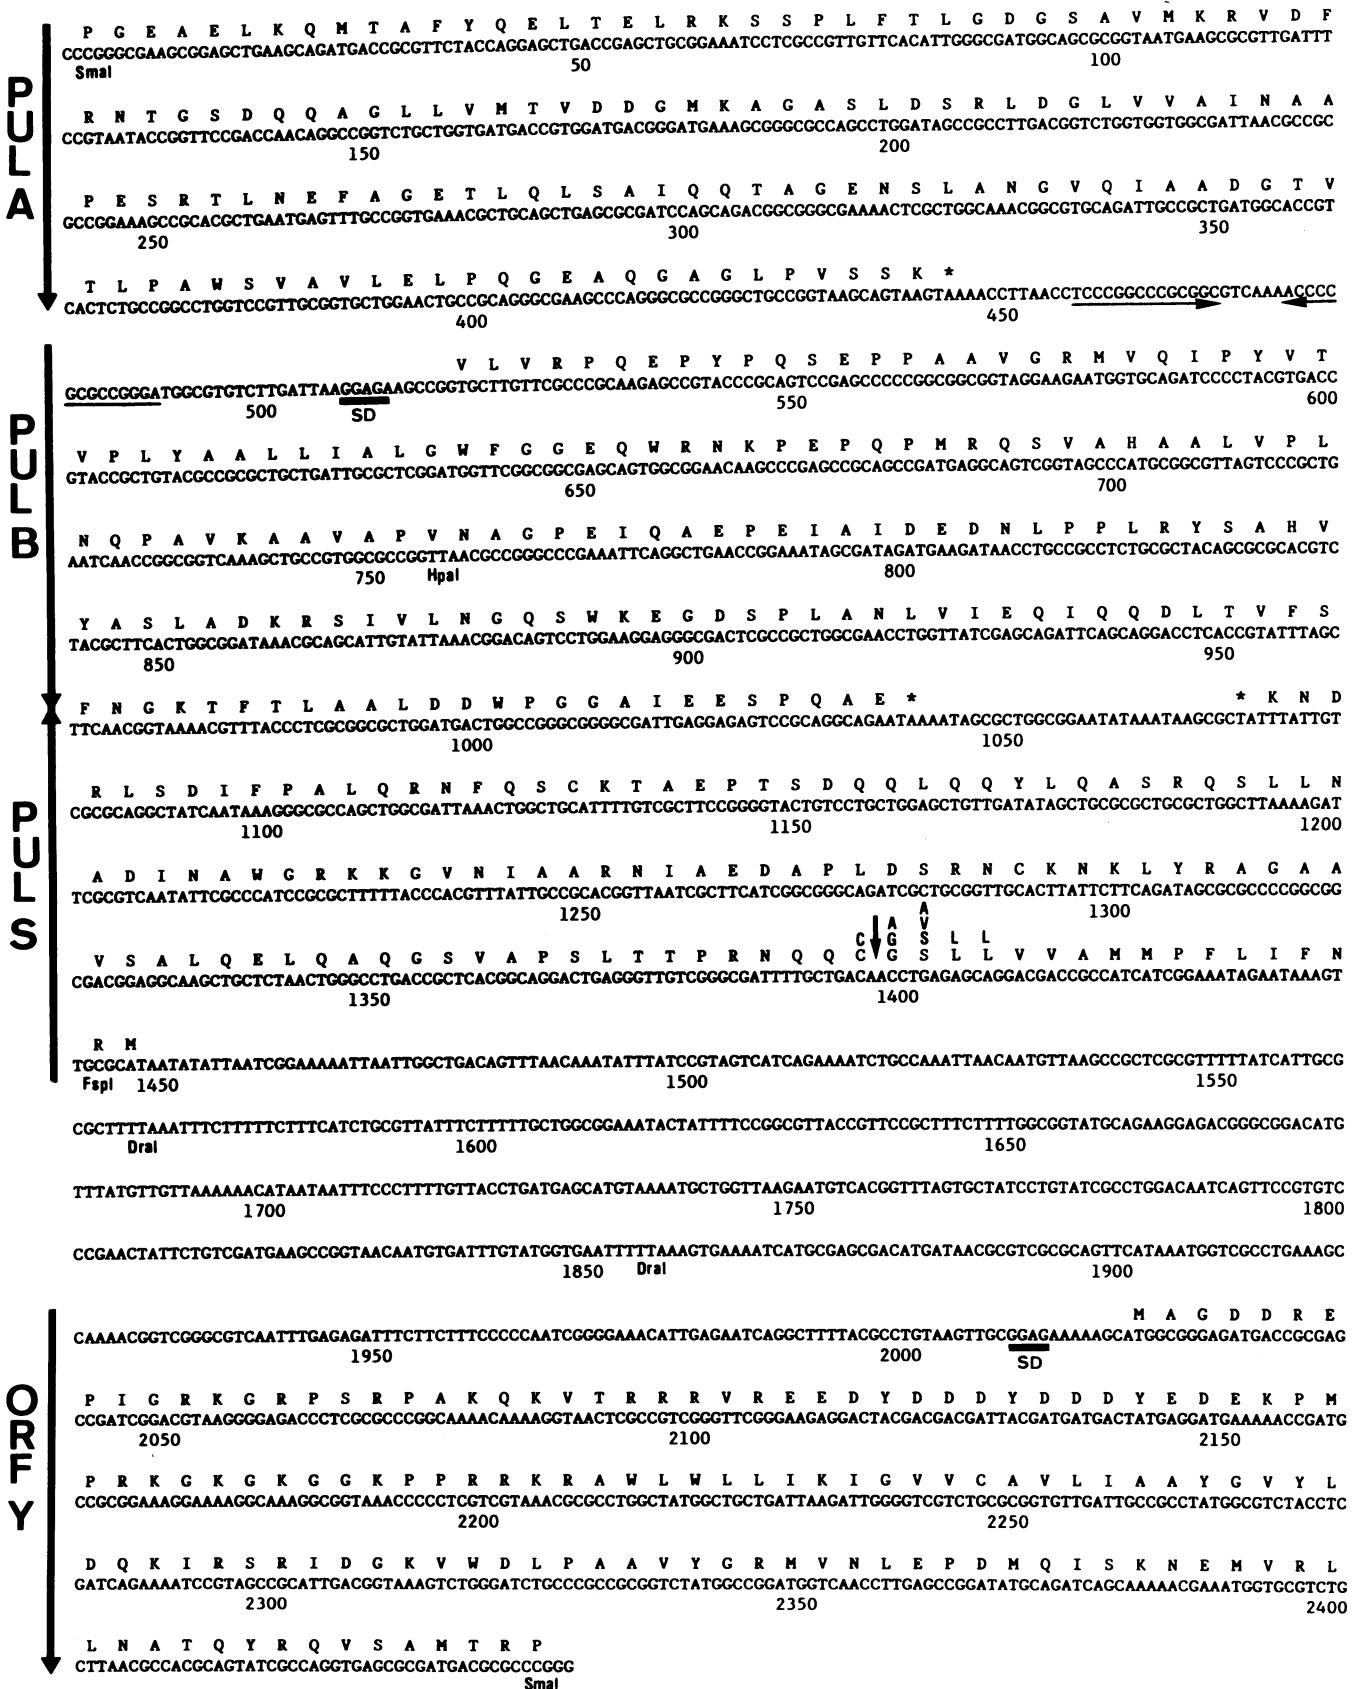 P G E A E L K Q M T A F Y Q E L T E L R K S S P L F T L G D G S A V M K R V D F
CCCGGGCGAAGCGGAGCTGAAGCAGATGACCGCGTTCTACCAGGAGCTGACCGAGCTGCGGAAATCCTCGCCGTTGTTCACATTGGGCGATGGCAGCGCGGTAATGAAGCGCGTTGATTT
SmaI 50 100
PULA
R N T G S D Q Q A G L L V M T V D D G M K A G A S L D S R L D G L V V A I N A A
CCGTAATACCGGTTCCGACCAACAGGCCGGTCTGCTGGTGATGACCGTGGATGACGGGATGAAAGCGGGCGCCAGCCTGGATAGCCGCCTTGACGGTCTGGTGGTGGCGATTAACGCCGC
150 200
P E S R T L N E F A G E T L Q L S A I Q Q T A G E N S L A N G V Q I A A D G T V
GCCGGAAAGCCGCACGCTGAATGAGTTTGCCGGTGAAACGCTGCAGCTGAGCGCGATCCAGCAGACGGCGGGCGAAAACTCGCTGGCAAACGGCGTGCAGATTGCCGCTGATGGCACCGT
250 300 350
T L P A W S V A V L E L P Q G E A Q G A G L P V S S K *
CACTCTGCCGGCCTGGTCCGTTGCGGTGCTGGAACTGCCGCAGGGCGAAGCCCAGGGCGCCGGGCTGCCGGTAAGCAGTAAGTAAAACCTTAACCTCCCGGCCCGCGGCGTCAAAACCCC
400 450
V L V R P Q E P Y P Q S E P P A A V G R M V Q I P Y V T
GCGCCGGGATGGCGTGTCTTGATTAAGGAGAAGCCGGTGCTTGTTCGCCCGCAAGAGCCGTACCCGCAGTCCGAGCCCCCGGCGGCGGTAGGAAGAATGGTGCAGATCCCCTACGTGACC
500 SD 550 600
PULB
V P L Y A A L L I A L G W F G G E Q W R N K P E P Q P M R Q S V A H A A L V P L
GTACCGCTGTACGCCGCGCTGCTGATTGCGCTCGGATGGTTCGGCGGCGAGCAGTGGCGGAACAAGCCCGAGCCGCAGCCGATGAGGCAGTCGGTAGCCCATGCGGCGTTAGTCCCGCTG
650 700
N Q P A V K A A V A P V N A G P E I Q A E P E I A I D E D N L P P L R Y S A H V
AATCAACCGGCGGTCAAAGCTGCCGTGGCGCCGGTTAACGCCGGGCCCGAAATTCAGGCTGAACCGGAAATAGCGATAGATGAAGATAACCTGCCGCCTCTGCGCTACAGCGCGCACGTC
750 HpaI 800
Y A S L A D K R S I V L N G Q S W K E G D S P L A N L V I E Q I Q Q D L T V F S
TACGCTTCACTGGCGGATAAACGCAGCATTGTATTAAACGGACAGTCCTGGAAGGAGGGCGACTCGCCGCTGGCGAACCTGGTTATCGAGCAGATTCAGCAGGACCTCACCGTATTTAGC
850 900 950
F N G K T F T L A A L D D W P G G A I E E S P Q A E * * K N D
TTCAACGGTAAAACGTTTACCCTCGCGGCGCTGGATGACTGGCCGGGCGGGGCGATTGAGGAGAGTCCGCAGGCAGAATAAAATAGCGCTGGCGGAATATAAATAAGCGCTATTTATTGT
1000 1050
R L S D I F P A L Q R N F Q S C K T A E P T S D Q Q L Q Q Y L Q A S R Q S L L N
CGCGCAGGCTATCAATAAAGGGCGCCAGCTGGCGATTAAACTGGCTGCATTTTGTCGCTTCCGGGGTACTGTCCTGCTGGAGCTGTTGATATAGCTGCGCGCTGCGCTGGCTTAAAAGAT
1100 1150 1200
PULS
A D I N A W G R K K G V N I A A R N I A E D A P L D S R N C K N K L Y R A G A A
TCGCGTCAATATTCGCCCATCCGCGCTTTTTACCCACGTTTATTGCCGCACGGTTAATCGCTTCATCGGCGGGCAGATCGCTGCGGTTGCACTTATTCTTCAGATAGCGCGCCCCGGCGG
1250 1300
A
A V
C G S L L
V S A L Q E L Q A Q G S V A P S L T T P R N Q Q C G S L L V V A M M P F L I F N
CGACGGAGGCAAGCTGCTCTAACTGGGCCTGACCGCTCACGGCAGGACTGAGGGTTGTCGGGCGATTTTGCTGACAACCTGAGAGCAGGACGACCGCCATCATCGGAAATAGAATAAAGT
1350 1400
R M
TGCGCATAATATATTAATCGGAAAAATTAATTGGCTGACAGTTTAACAAATATTTATCCGTAGTCATCAGAAAATCTGCCAAATTAACAATGTTAAGCCGCTCGCGTTTTTATCATTGCG
FspI 1450 1500 1550
CGCTTTTAAATTTCTTTTTCTTTCATCTGCGTTATTTCTTTTTGCTGGCGGAAATACTATTTTCCGGCGTTACCGTTCCGCTTTCTTTTGGCGGTATGCAGAAGGAGACGGGCGGACATG
DraI 1600 1650
TTTATGTTGTTAAAAAACATAATAATTTCCCTTTTGTTACCTGATGAGCATGTAAAATGCTGGTTAAGAATGTCACGGTTTAGTGCTATCCTGTATCGCCTGGACAATCAGTTCCGTGTC
1700 1750 1800
CCGAACTATTCTGTCGATGAAGCCGGTAACAATGTGATTTGTATGGTGAATTTTTAAAGTGAAAATCATGCGAGCGACATGATAACGCGTCGCGCAGTTCATAAATGGTCGCCTGAAAGC
1850 DraI 1900
M A G D D R E
CAAAACGGTCGGGCGTCAATTTGAGAGATTTCTTCTTTCCCCCAATCGGGGAAACATTGAGAATCAGGCTTTTACGCCTGTAAGTTGCGGAGAAAAAGCATGGCGGGAGATGACCGCGAG
1950 2000 SD
ORF Y
P I G R K G R P S R P A K Q K V T R R R V R E E D Y D D D Y D D D Y E D E K P M
CCGATCGGACGTAAGGGGAGACCCTCGCGCCCGGCAAAACAAAAGGTAACTCGCCGTCGGGTTCGGGAAGAGGACTACGACGACGATTACGATGATGACTATGAGGATGAAAAACCGATG
2050 2100 2150
P R K G K G K G G K P P R R K R A W L W L L I K I G V V C A V L I A A Y G V Y L
CCGCGGAAAGGAAAAGGCAAAGGCGGTAAACCCCCTCGTCGTAAACGCGCCTGGCTATGGCTGCTGATTAAGATTGGGGTCGTCTGCGCGGTGTTGATTGCCGCCTATGGCGTCTACCTC
2200 2250
D Q K I R S R I D G K V W D L P A A V Y G R M V N L E P D M Q I S K N E M V R L
GATCAGAAAATCCGTAGCCGCATTGACGGTAAAGTCTGGGATCTGCCCGCCGCGGTCTATGGCCGGATGGTCAACCTTGAGCCGGATATGCAGATCAGCAAAAACGAAATGGTGCGTCTG
2300 2350 2400
L N A T Q Y R Q V S A M T R P
CTTAACGCCACGCAGTATCGCCAGGTGAGCGCGATGACGCGCCCGGG
SmaI